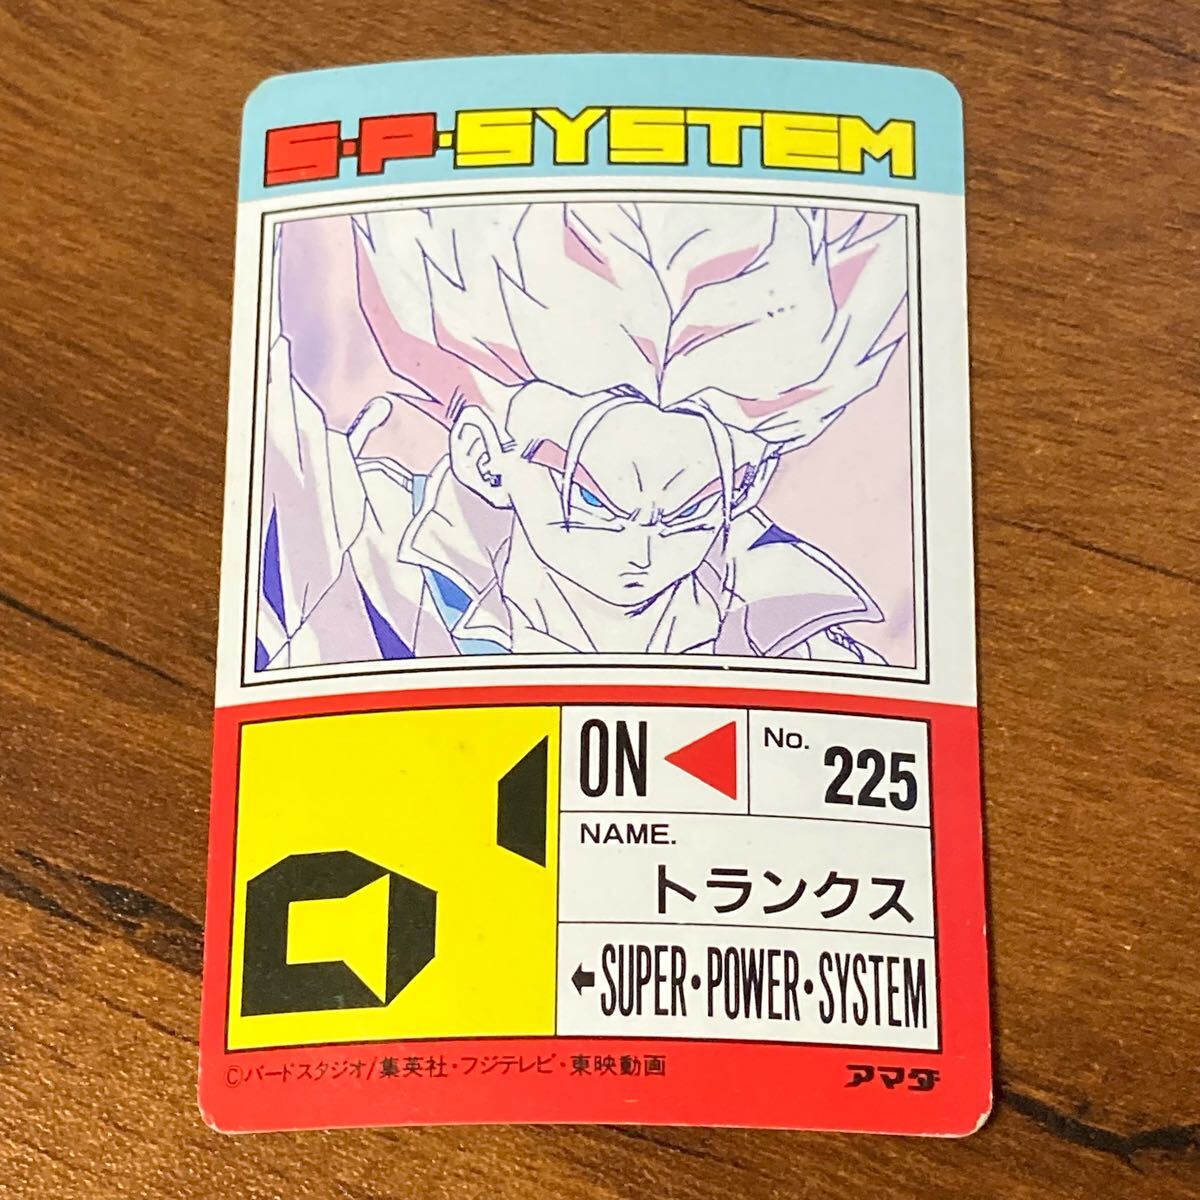 S・P・SYSTEM
ON
No. 225
NAME.
トランクス
←SUPER・POWER・SYSTEM
©バードスタジオ/集英社・フジテレビ・東映動画
アマダ